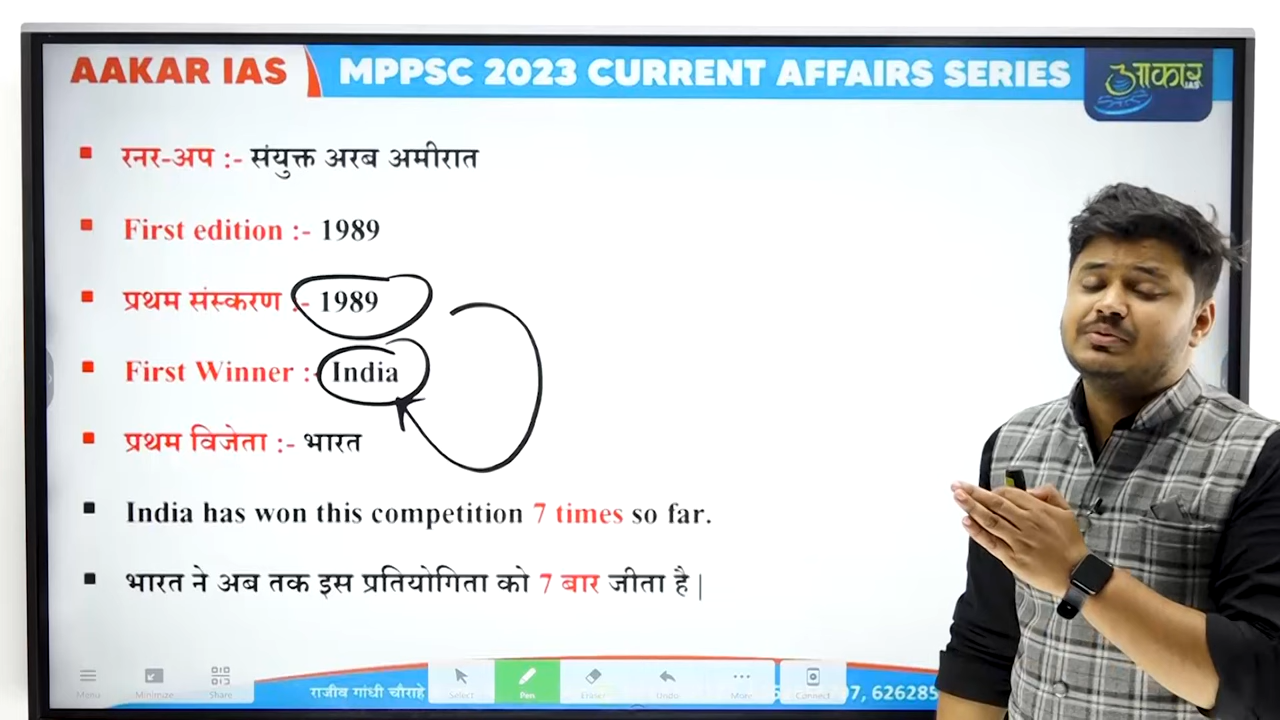 AAKAR IAS
MPPSC 2023 CURRENT AFFAIRS SERIES
आकार
IAS
रनर-अप :- संयुक्त अरब अमीरात
First edition :- 1989
प्रथम संस्करण :- 1989
First Winner :- India
प्रथम विजेता :- भारत
India has won this competition 7 times so far.
भारत ने अब तक इस प्रतियोगिता को 7 बार जीता है |
Menu
Minimize
Share
राजीव गांधी चौराहे
Select
Pen
Eraser
Undo
More
Connect
97, 626285